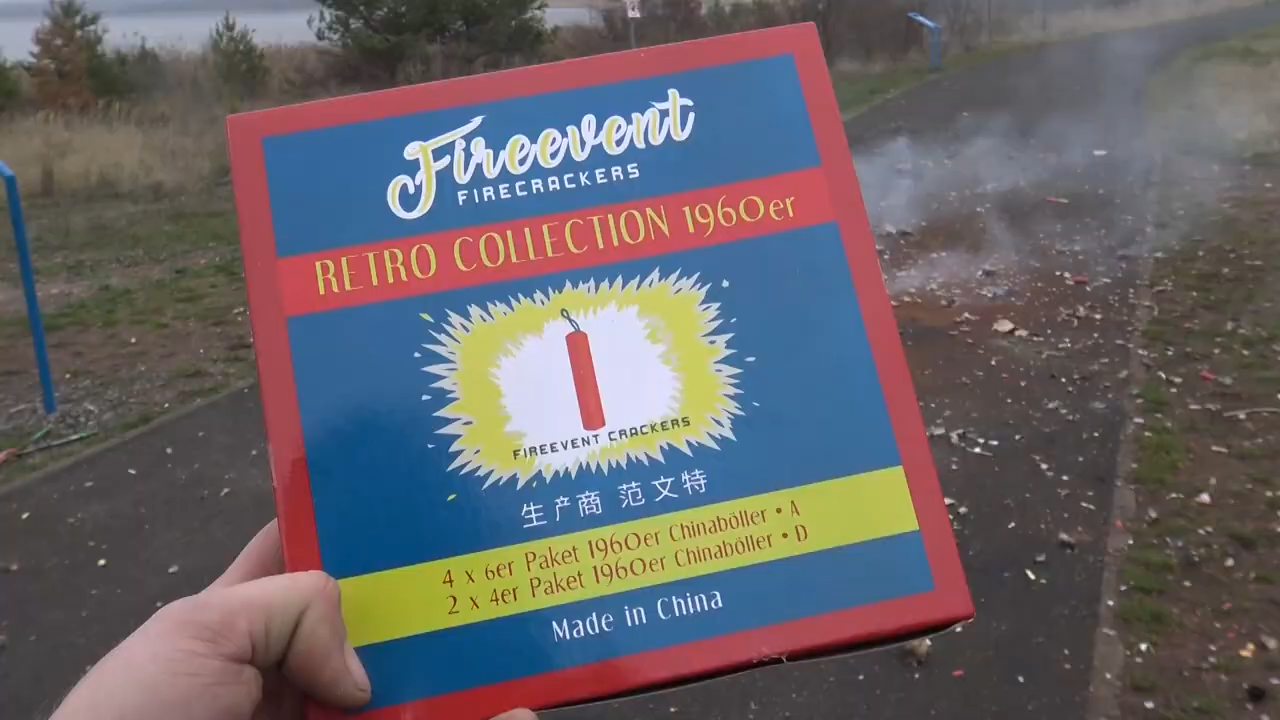 Fireevent
FIRECRACKERS
RETRO COLLECTION 1960er
FIREEVENT CRACKERS
生产商 范文特
4 x 6er Paket 1960er Chinaböller • A
2 x 4er Paket 1960er Chinaböller • D
Made in China